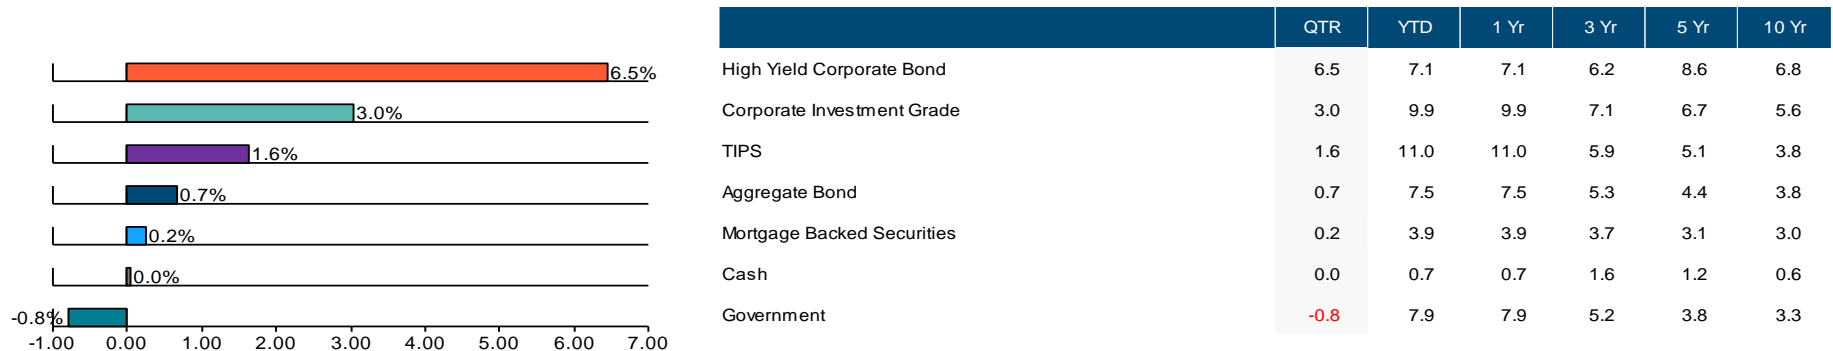 6.5%
3.0%
1.6%
0.7%
0.2%
0.0%
-0.8%
-1.00 0.00 1.00 2.00 3.00 4.00 5.00 6.00 7.00
QTR YTD 1 Yr 3 Yr 5 Yr 10 Yr
High Yield Corporate Bond 6.5 7.1 7.1 6.2 8.6 6.8
Corporate Investment Grade 3.0 9.9 9.9 7.1 6.7 5.6
TIPS 1.6 11.0 11.0 5.9 5.1 3.8
Aggregate Bond 0.7 7.5 7.5 5.3 4.4 3.8
Mortgage Backed Securities 0.2 3.9 3.9 3.7 3.1 3.0
Cash 0.0 0.7 0.7 1.6 1.2 0.6
Government -0.8 7.9 7.9 5.2 3.8 3.3